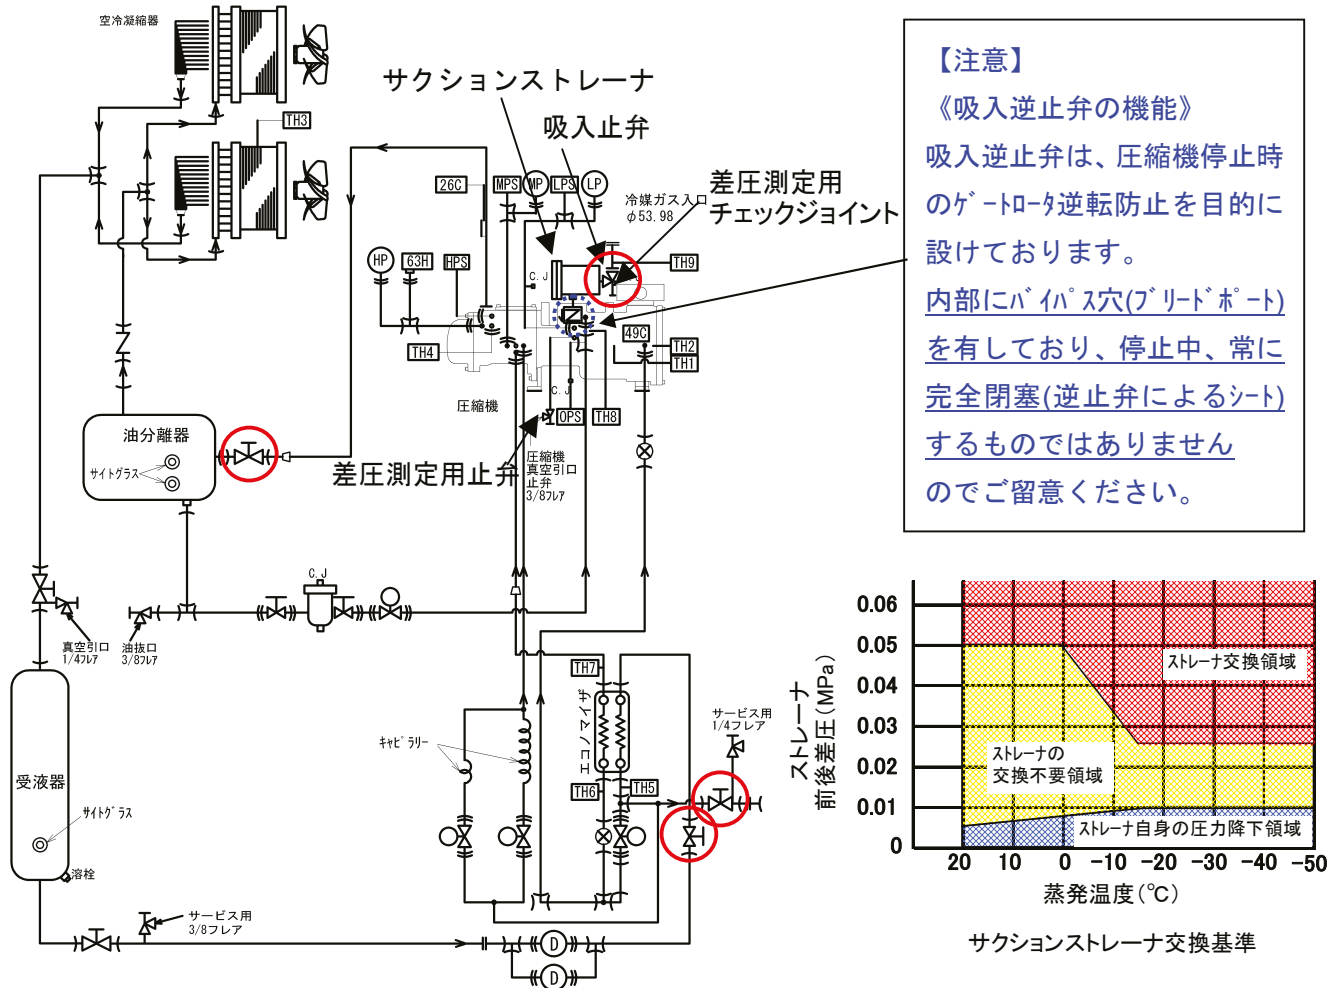 空冷凝縮器
TH3
サクションストレーナ
吸入止弁
差圧測定用
チェックジョイント
冷媒ガス入口
φ53.98
26C
MPS
MP
LPS
LP
HP
63H
HPS
C.J
TH9
TH4
49C
TH2
TH1
C.J
OPS
TH8
圧縮機
差圧測定用止弁
圧縮機
真空引口
止弁
3/8フレア
油分離器
サイトグラス
C.J
真空引口
1/4フレア
油抜口
3/8フレア
受液器
サイトグラス
溶栓
サービス用
3/8フレア
キャピラリー
TH7
エコノマイザ
TH6
TH5
サービス用
1/4フレア
D
D
【注意】
《吸入逆止弁の機能》
吸入逆止弁は、圧縮機停止時
のゲートロータ逆転防止を目的に
設けております。
内部にバイパス穴(ブリードポート)
を有しており、停止中、常に
完全閉塞(逆止弁によるシート)
するものではありません
のでご留意ください。
ストレーナ
前後差圧(MPa)
0.06
0.05
0.04
0.03
0.02
0.01
0
ストレーナ交換領域
ストレーナの
交換不要領域
ストレーナ自身の圧力降下領域
20 10 0 -10 -20 -30 -40 -50
蒸発温度(℃)
サクションストレーナ交換基準